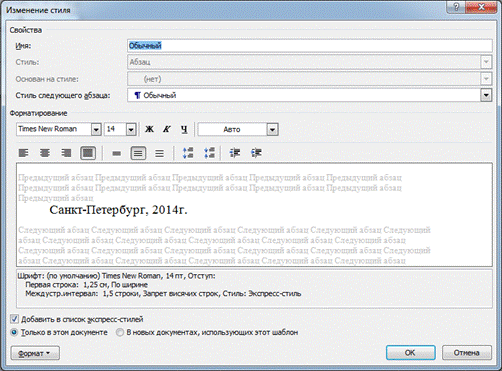 Изменение стиля
Свойства
Имя: Обычный
Стиль: Абзац
Основан на стиле: (нет)
Стиль следующего абзаца: ¶ Обычный
Форматирование
Times New Roman 14 Ж К Ч Авто
Предыдущий абзац Предыдущий абзац Предыдущий абзац Предыдущий абзац Предыдущий абзац
Предыдущий абзац Предыдущий абзац Предыдущий абзац Предыдущий абзац Предыдущий абзац
Предыдущий абзац
Санкт-Петербург, 2014г.
Следующий абзац Следующий абзац Следующий абзац Следующий абзац Следующий
абзац Следующий абзац Следующий абзац Следующий абзац Следующий абзац Следующий
абзац Следующий абзац Следующий абзац Следующий абзац Следующий абзац Следующий
абзац Следующий абзац Следующий абзац Следующий абзац Следующий абзац
Шрифт: (по умолчанию) Times New Roman, 14 пт, Отступ:
Первая строка: 1,25 см, По ширине
Междустр.интервал: 1,5 строки, Запрет висячих строк, Стиль: Экспресс-стиль
Добавить в список экспресс-стилей
Только в этом документе В новых документах, использующих этот шаблон
Формат ОК Отмена